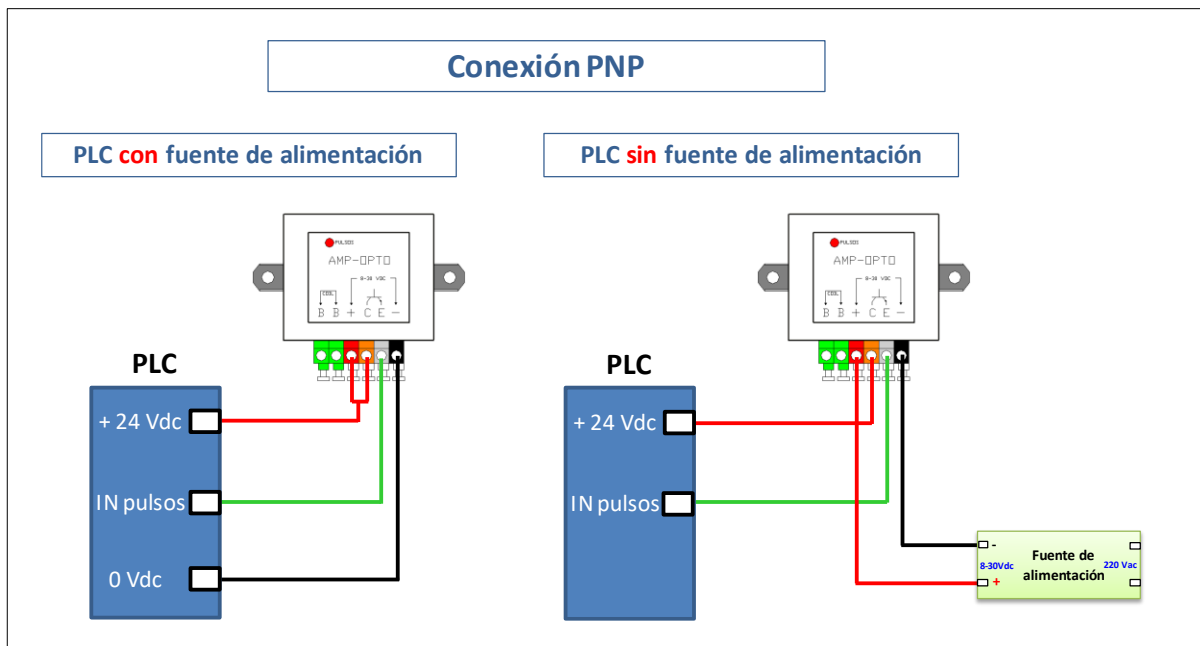 Conexión PNP
PLC con fuente de alimentación
PULSOS
AMP-OPTO
8-30 VDC
COIL
B B + C E -
PLC
+ 24 Vdc
IN pulsos
0 Vdc
PLC sin fuente de alimentación
PULSOS
AMP-OPTO
8-30 VDC
COIL
B B + C E -
PLC
+ 24 Vdc
IN pulsos
-
8-30Vdc
+
Fuente de
alimentación
220 Vac